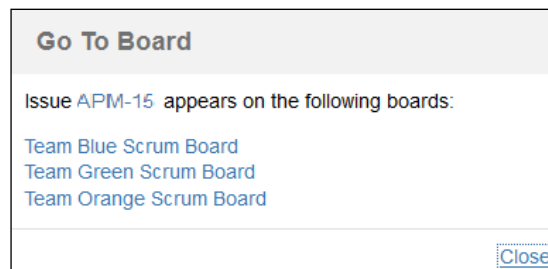 Go To Board
Issue APM-15 appears on the following boards:
Team Blue Scrum Board
Team Green Scrum Board
Team Orange Scrum Board
Close